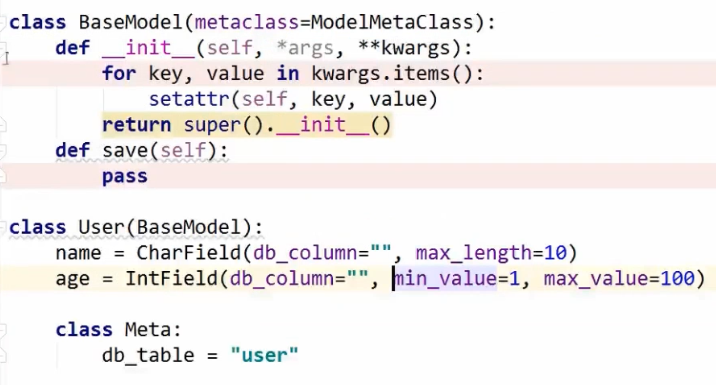 class BaseModel(metaclass=ModelMetaClass):
    def __init__(self, *args, **kwargs):
        for key, value in kwargs.items():
            setattr(self, key, value)
        return super().__init__()
    def save(self):
        pass
class User(BaseModel):
    name = CharField(db_column="", max_length=10)
    age = IntField(db_column="", min_value=1, max_value=100)
    class Meta:
        db_table = "user"